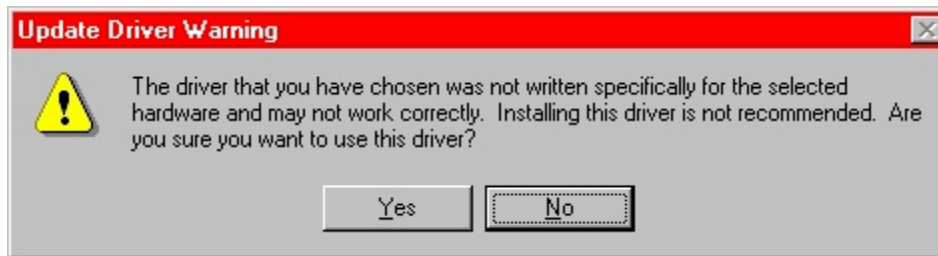 Update Driver Warning
The driver that you have chosen was not written specifically for the selected
hardware and may not work correctly.  Installing this driver is not recommended.  Are
you sure you want to use this driver?
Yes
No